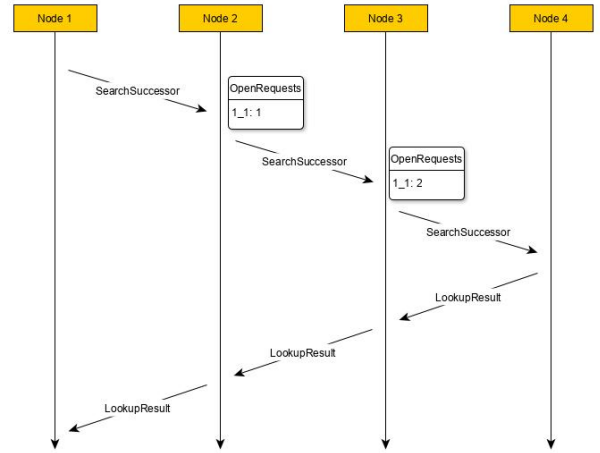 Node 1
Node 2
Node 3
Node 4
SearchSuccessor
OpenRequests
1_1: 1
SearchSuccessor
OpenRequests
1_1: 2
SearchSuccessor
LookupResult
LookupResult
LookupResult